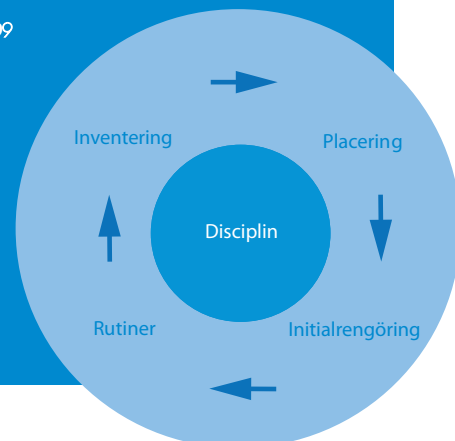 Inventering
Placering
Disciplin
Rutiner
Initialrengöring